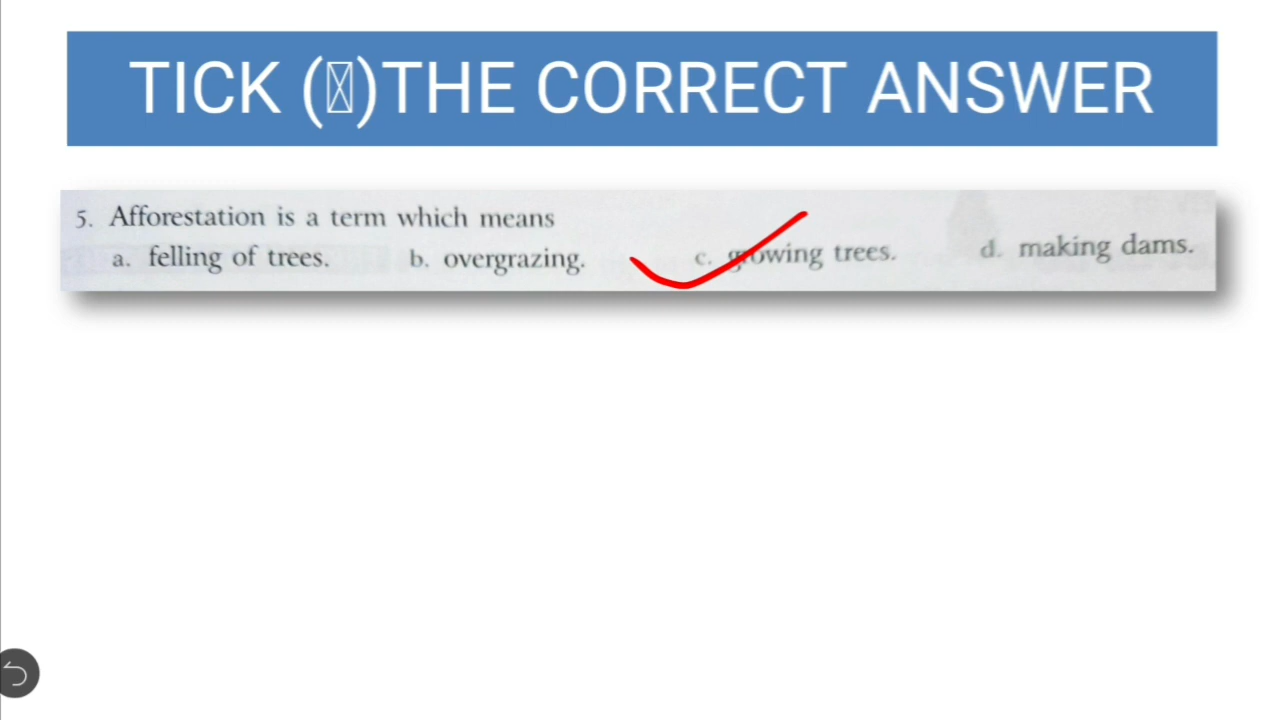 TICK (▯)THE CORRECT ANSWER
5. Afforestation is a term which means
a. felling of trees. b. overgrazing. c. growing trees. d. making dams.